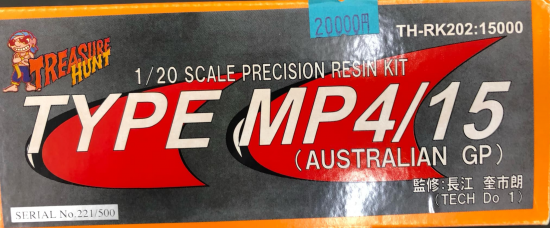 20000円
TH-RK202:15000
TREASURE
HUNT
1/20 SCALE PRECISION RESIN KIT
TYPE MP4/15
(AUSTRALIAN GP)
監修:長江 奎市朗
(TECH Do 1)
SERIAL No.221/500